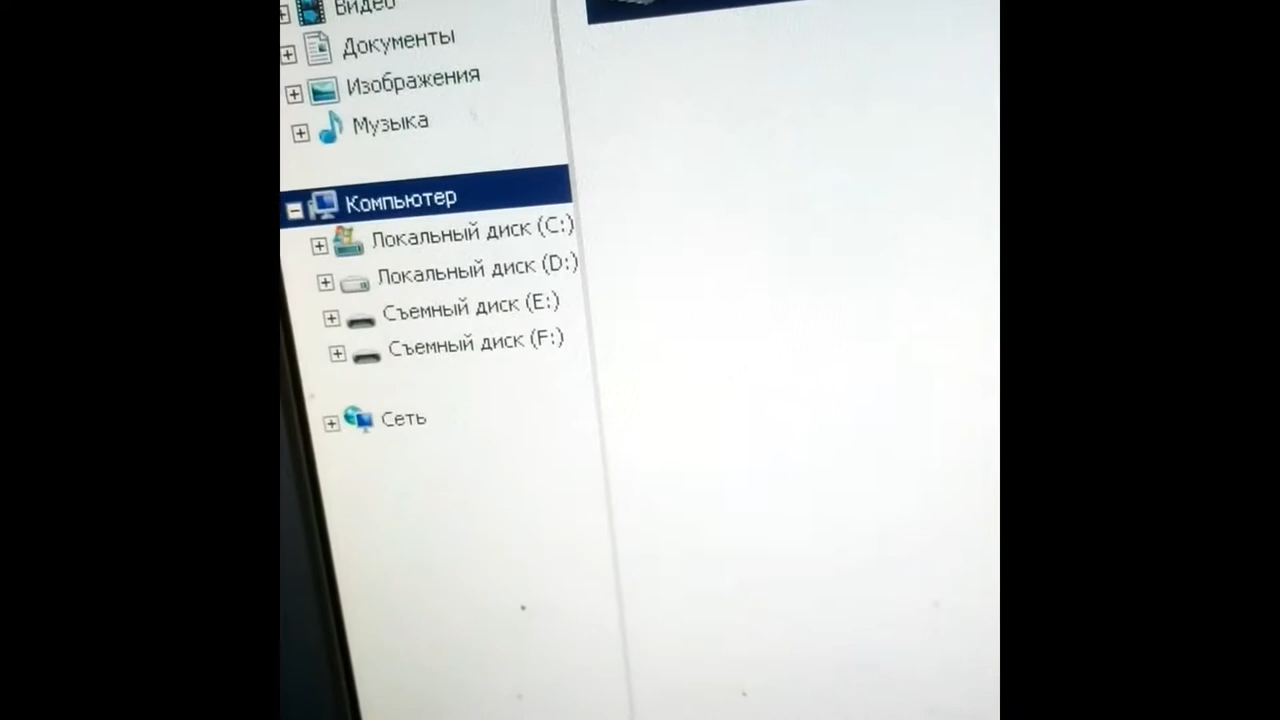 Видео
Документы
Изображения
Музыка
Компьютер
Локальный диск (C:)
Локальный диск (D:)
Съемный диск (E:)
Съемный диск (F:)
Сеть